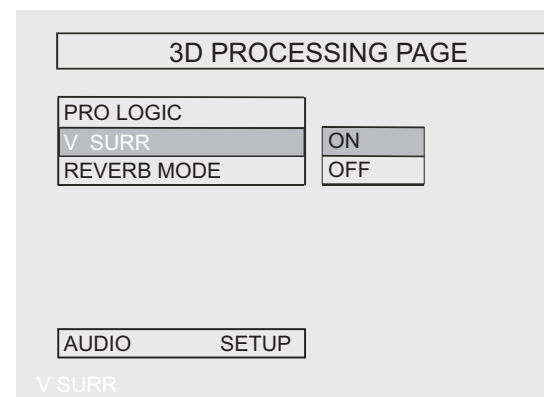 3D PROCESSING PAGE
PRO LOGIC
V SURR ON
REVERB MODE OFF
AUDIO SETUP
V SURR